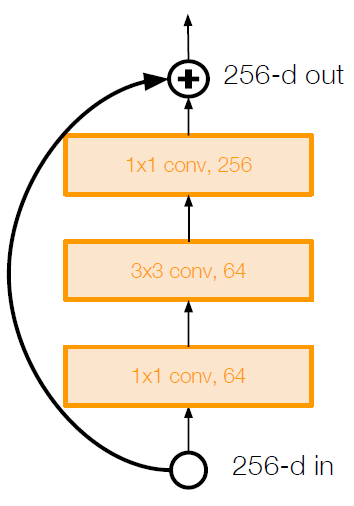 256-d out
1x1 conv, 256
3x3 conv, 64
1x1 conv, 64
256-d in